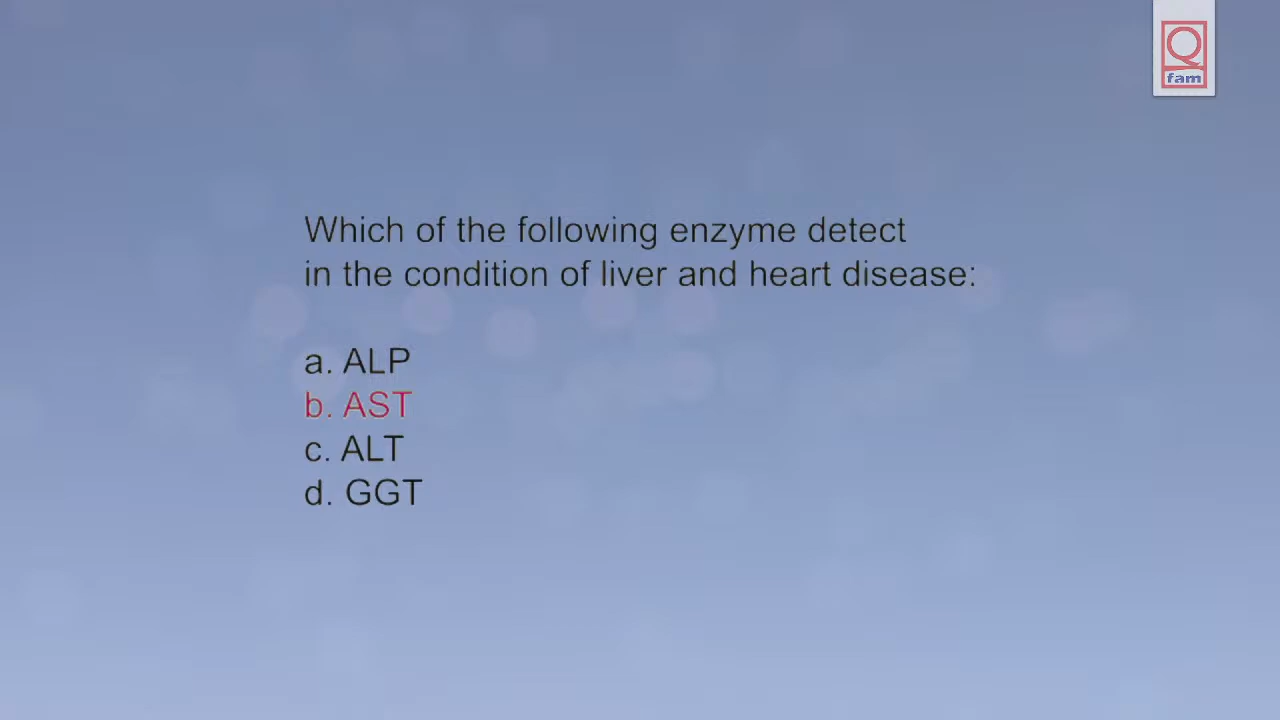 Q
fam
Which of the following enzyme detect
in the condition of liver and heart disease:
a. ALP
b. AST
c. ALT
d. GGT